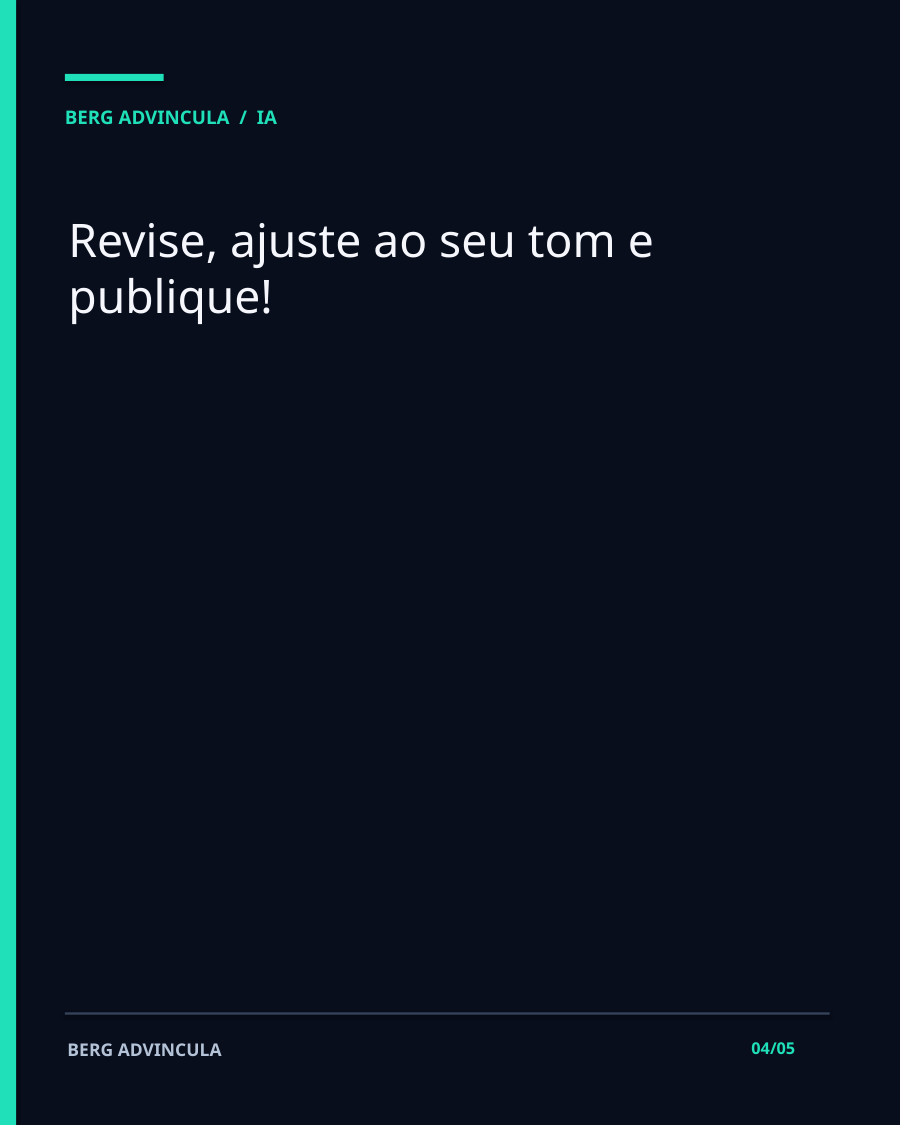 BERG ADVINCULA / IA
Revise, ajuste ao seu tom e
publique!
BERG ADVINCULA
04/05